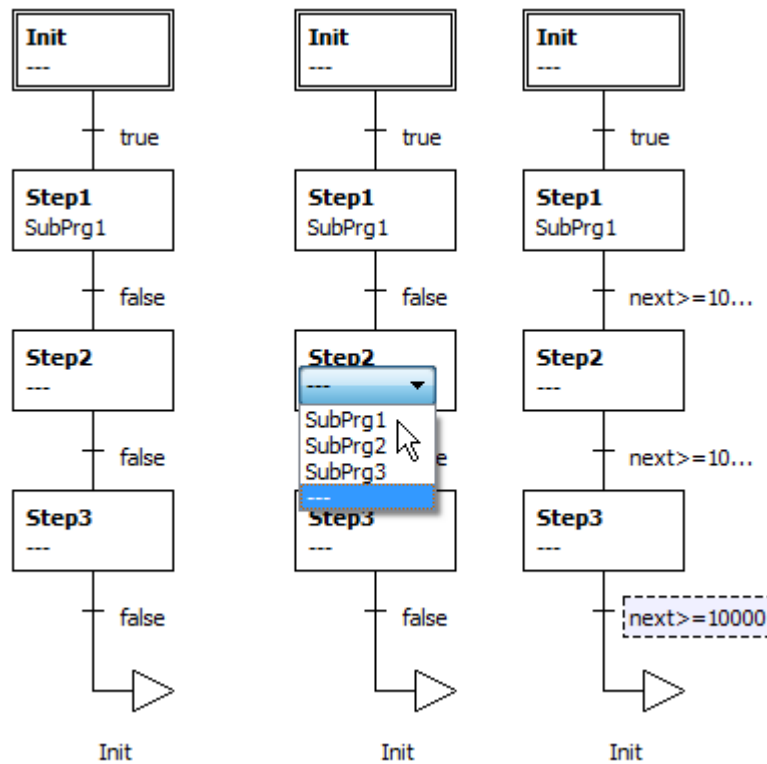 Init
---
true
Step1
SubPrg1
false
Step2
---
false
Step3
---
false
Init
Init
---
true
Step1
SubPrg1
false
Step2
---
SubPrg1
SubPrg2
SubPrg3
---
e
Step3
---
false
Init
Init
---
true
Step1
SubPrg1
next>=10...
Step2
---
next>=10...
Step3
---
next>=10000
Init